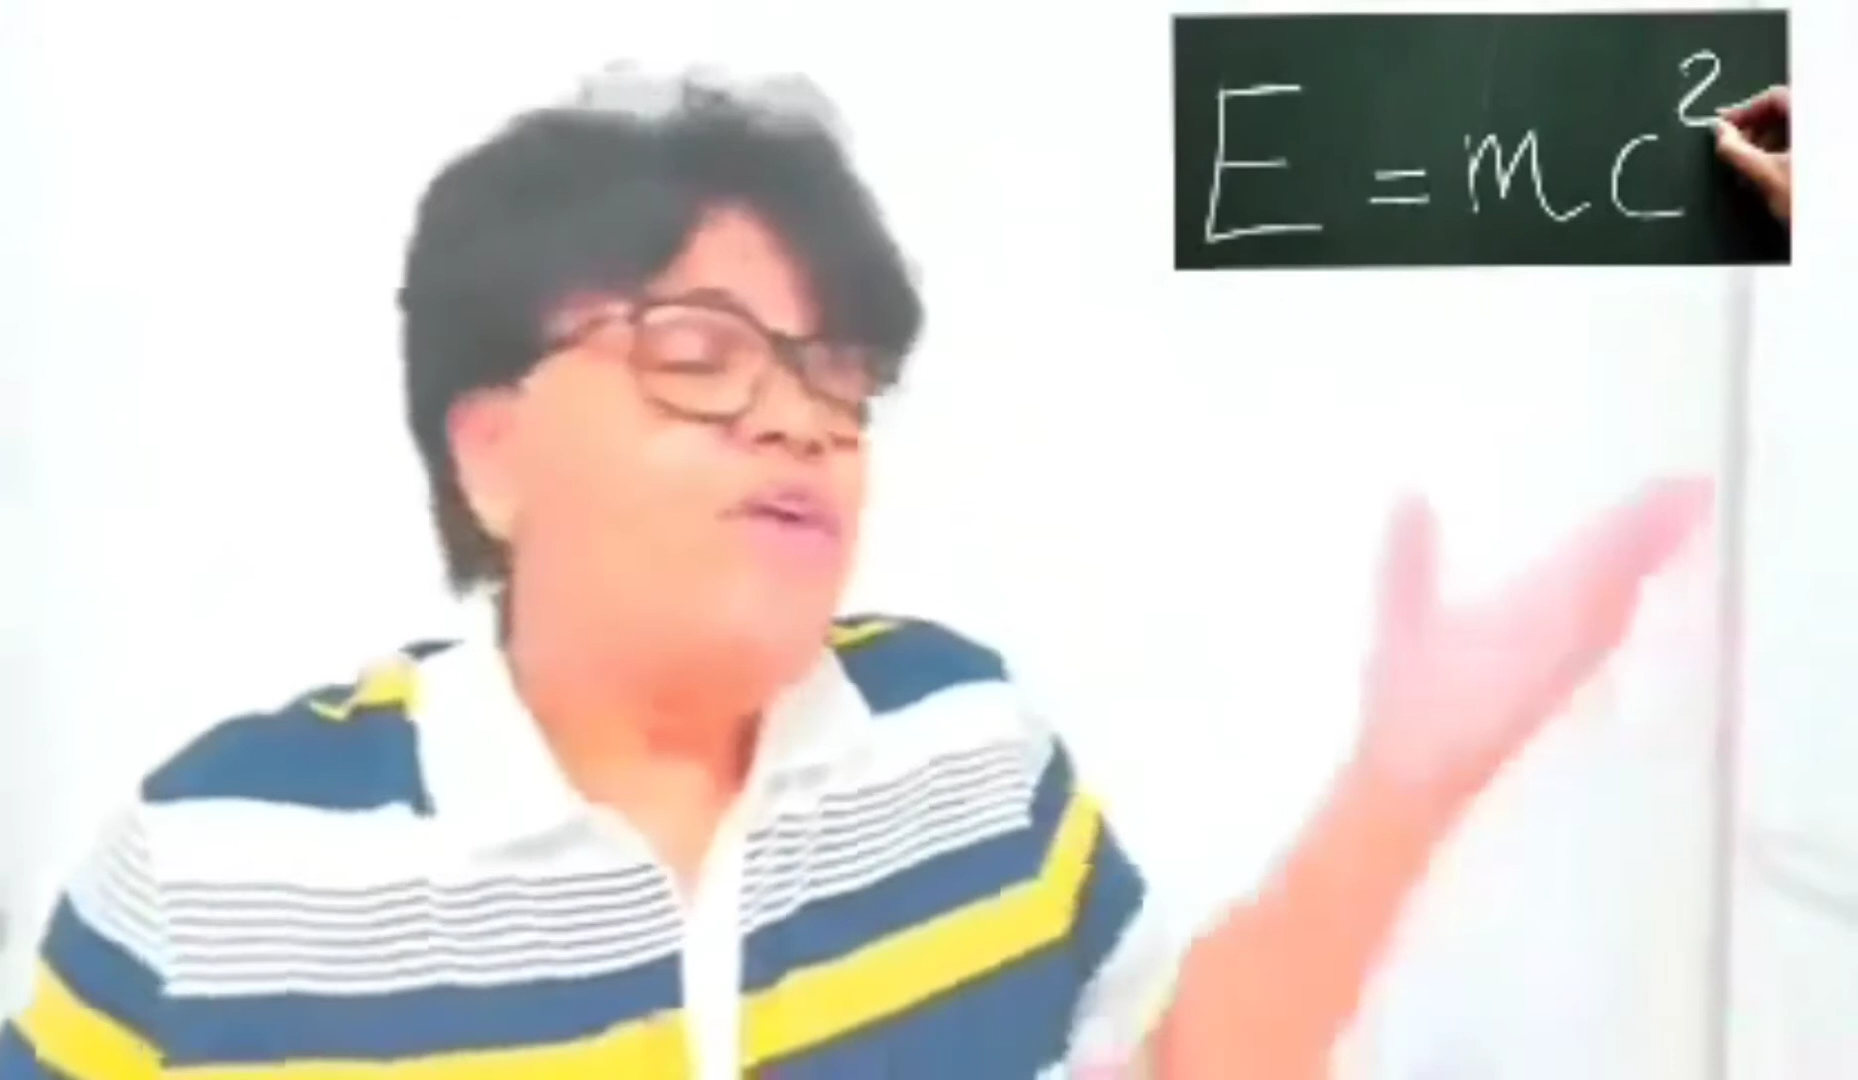 E = mc²